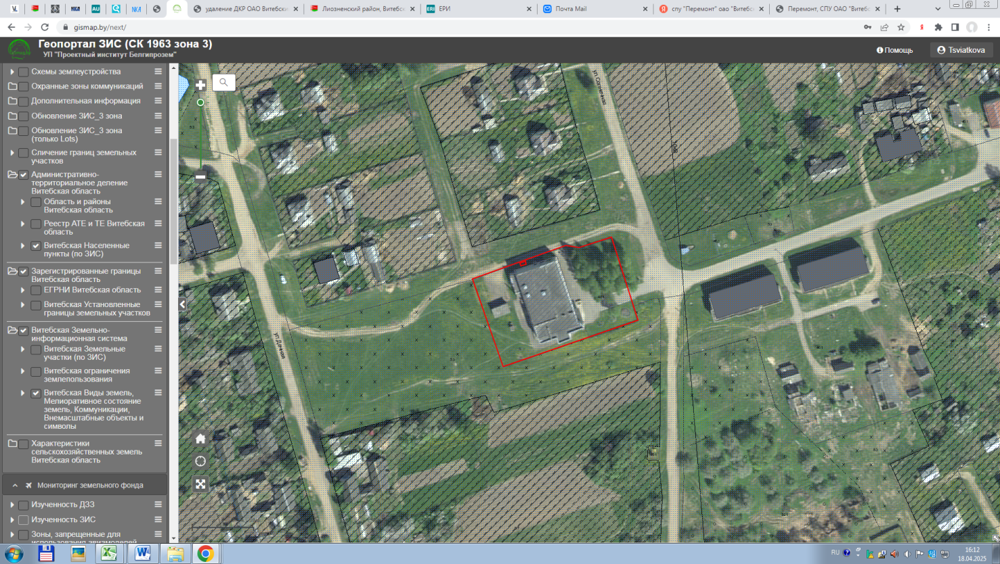 удаление ДКР ОАО Витебски
Лиозненский район, Витебск
ЕРИ
Почта Mail
спу "Перемонт" оао "Витебс
Перемонт, СПУ ОАО "Витебс
gismap.by/next/
Геопортал ЗИС (СК 1963 зона 3)
УП "Проектный институт Белгипрозем"
Помощь
Tsviatkova
Схемы землеустройства
Охранные зоны коммуникаций
Дополнительная информация
Обновление ЗИС_3 зона
Обновление ЗИС_3 зона
(только Lots)
Сличение границ земельных
участков
Административно-
территориальное деление
Витебская область
Область и районы
Витебская область
Реестр АТЕ и ТЕ Витебская
область
Витебская Населенные
пункты (по ЗИС)
Зарегистрированные границы
Витебская область
ЕГРНИ Витебская область
Витебская Установленные
границы земельных участков
Витебская Земельно-
информационная система
Витебская Земельные
участки (по ЗИС)
Витебская ограничения
землепользования
Витебская Виды земель,
Мелиоративное состояние
земель, Коммуникации,
Внемасштабные объекты и
символы
Характеристики
сельскохозяйственных земель
Витебская область
Мониторинг земельного фонда
Изученность ДЗЗ
Изученность ЗИС
Зоны, запрещенные для
использования авиамоделей
ул Солнечная
ул Дачная
RU
16:12
18.04.2025